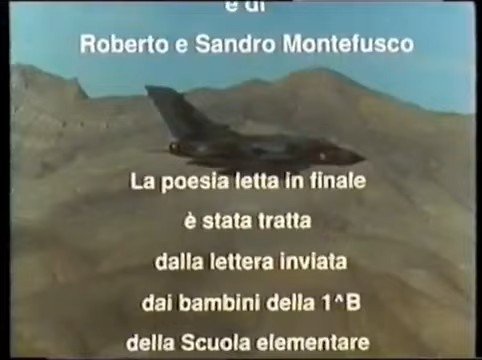 e di
Roberto e Sandro Montefusco
La poesia letta in finale
è stata tratta
dalla lettera inviata
dai bambini della 1^B
della Scuola elementare